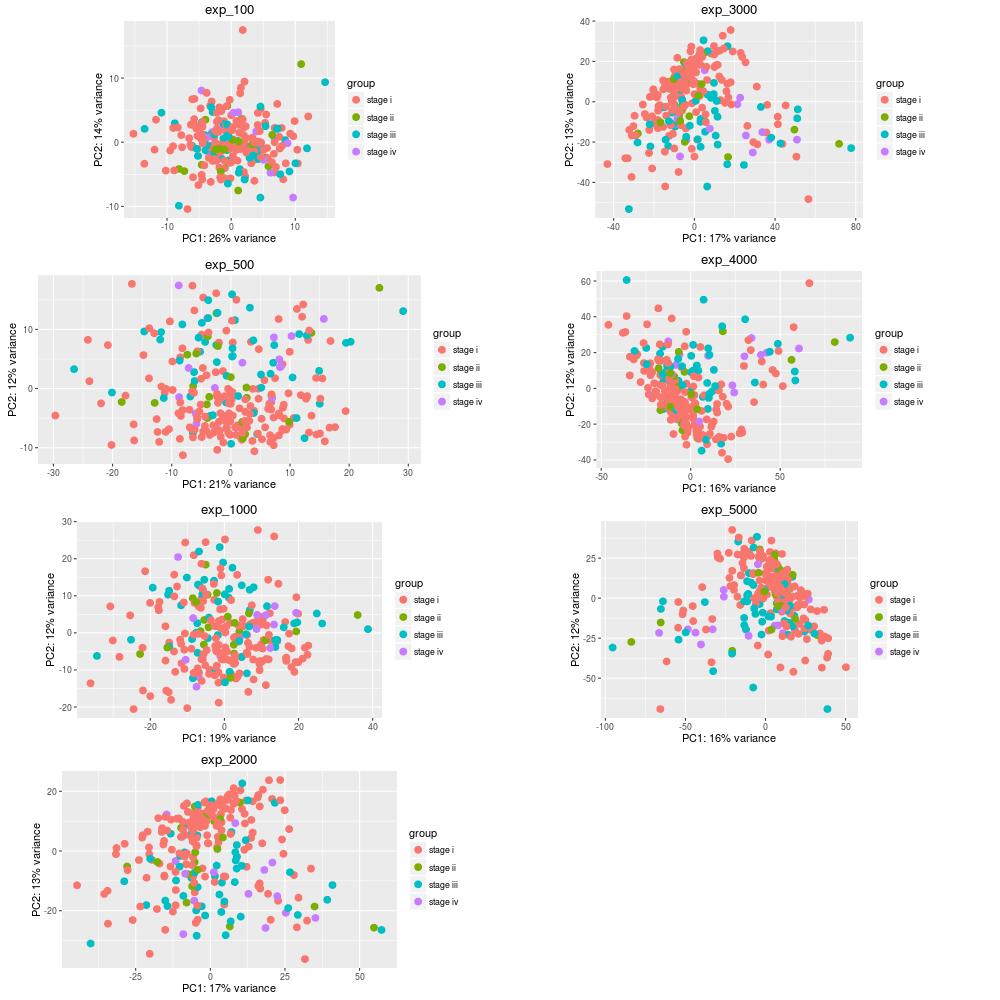 exp_100
PC2: 14% variance
10
0
-10
-10
0
10
PC1: 26% variance
group
stage i
stage ii
stage iii
stage iv
exp_3000
PC2: 13% variance
40
20
0
-20
-40
-40
0
40
80
PC1: 17% variance
group
stage i
stage ii
stage iii
stage iv
exp_500
PC2: 12% variance
10
0
-10
-30
-20
-10
0
10
20
30
PC1: 21% variance
group
stage i
stage ii
stage iii
stage iv
exp_4000
PC2: 12% variance
60
40
20
0
-20
-40
-50
0
50
PC1: 16% variance
group
stage i
stage ii
stage iii
stage iv
exp_1000
PC2: 12% variance
30
20
10
0
-10
-20
-20
0
20
40
PC1: 19% variance
group
stage i
stage ii
stage iii
stage iv
exp_5000
PC2: 12% variance
25
0
-25
-50
-100
-50
0
50
PC1: 16% variance
group
stage i
stage ii
stage iii
stage iv
exp_2000
PC2: 13% variance
20
0
-20
-25
0
25
50
PC1: 17% variance
group
stage i
stage ii
stage iii
stage iv